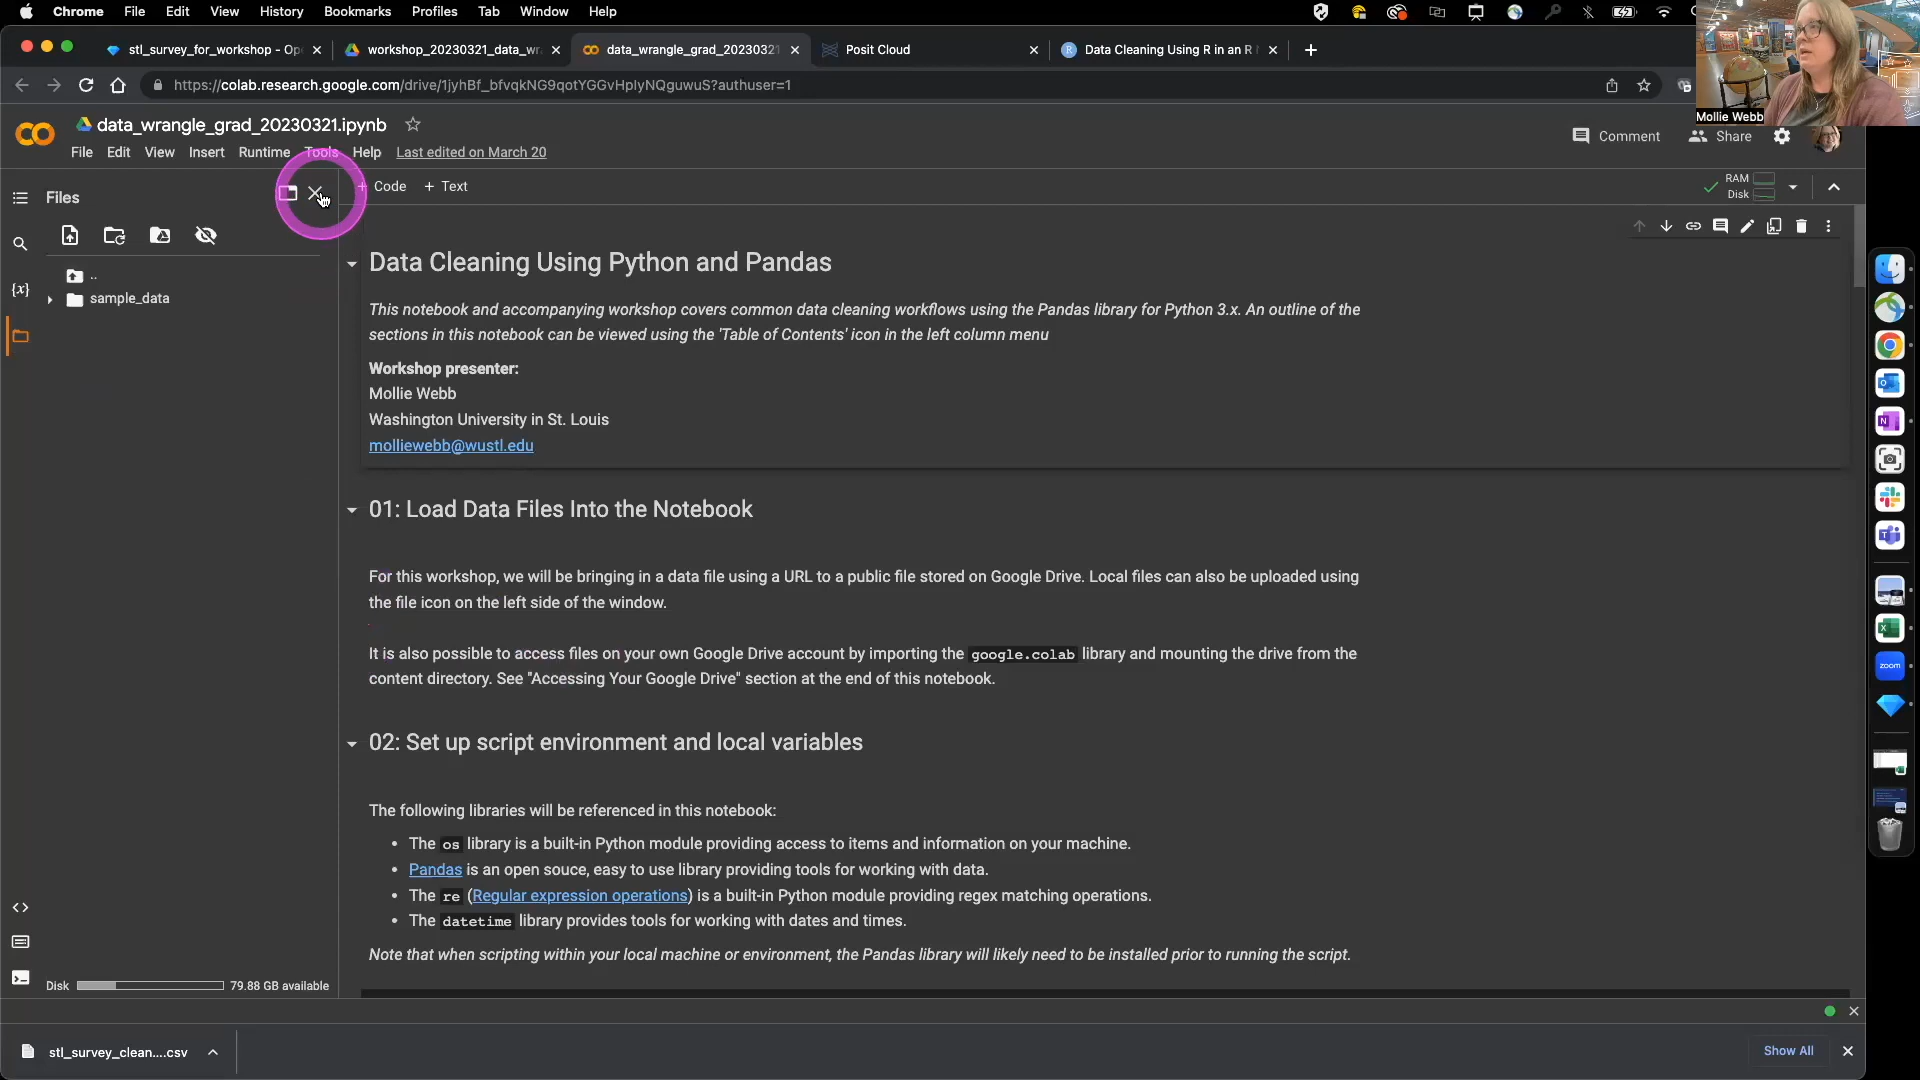 Chrome File Edit View History Bookmarks Profiles Tab Window Help
stl_survey_for_workshop - Ope
workshop_20230321_data_wr
data_wrangle_grad_20230321
Posit Cloud
Data Cleaning Using R in an R
https://colab.research.google.com/drive/1jyhBf_bfvqkNG9qotYGGvHplyNQguwuS?authuser=1
Mollie Webb
data_wrangle_grad_20230321.ipynb
Comment Share
File Edit View Insert Runtime Tools Help Last edited on March 20
Files
+ Code + Text
RAM
Disk
..
{x} sample_data
Data Cleaning Using Python and Pandas
This notebook and accompanying workshop covers common data cleaning workflows using the Pandas library for Python 3.x. An outline of the
sections in this notebook can be viewed using the 'Table of Contents' icon in the left column menu
Workshop presenter:
Mollie Webb
Washington University in St. Louis
molliewebb@wustl.edu
01: Load Data Files Into the Notebook
For this workshop, we will be bringing in a data file using a URL to a public file stored on Google Drive. Local files can also be uploaded using
the file icon on the left side of the window.
It is also possible to access files on your own Google Drive account by importing the google.colab library and mounting the drive from the
content directory. See "Accessing Your Google Drive" section at the end of this notebook.
zoom
02: Set up script environment and local variables
The following libraries will be referenced in this notebook:
• The os library is a built-in Python module providing access to items and information on your machine.
• Pandas is an open souce, easy to use library providing tools for working with data.
• The re (Regular expression operations) is a built-in Python module providing regex matching operations.
• The datetime library provides tools for working with dates and times.
Note that when scripting within your local machine or environment, the Pandas library will likely need to be installed prior to running the script.
Disk 79.88 GB available
stl_survey_clean....csv
Show All